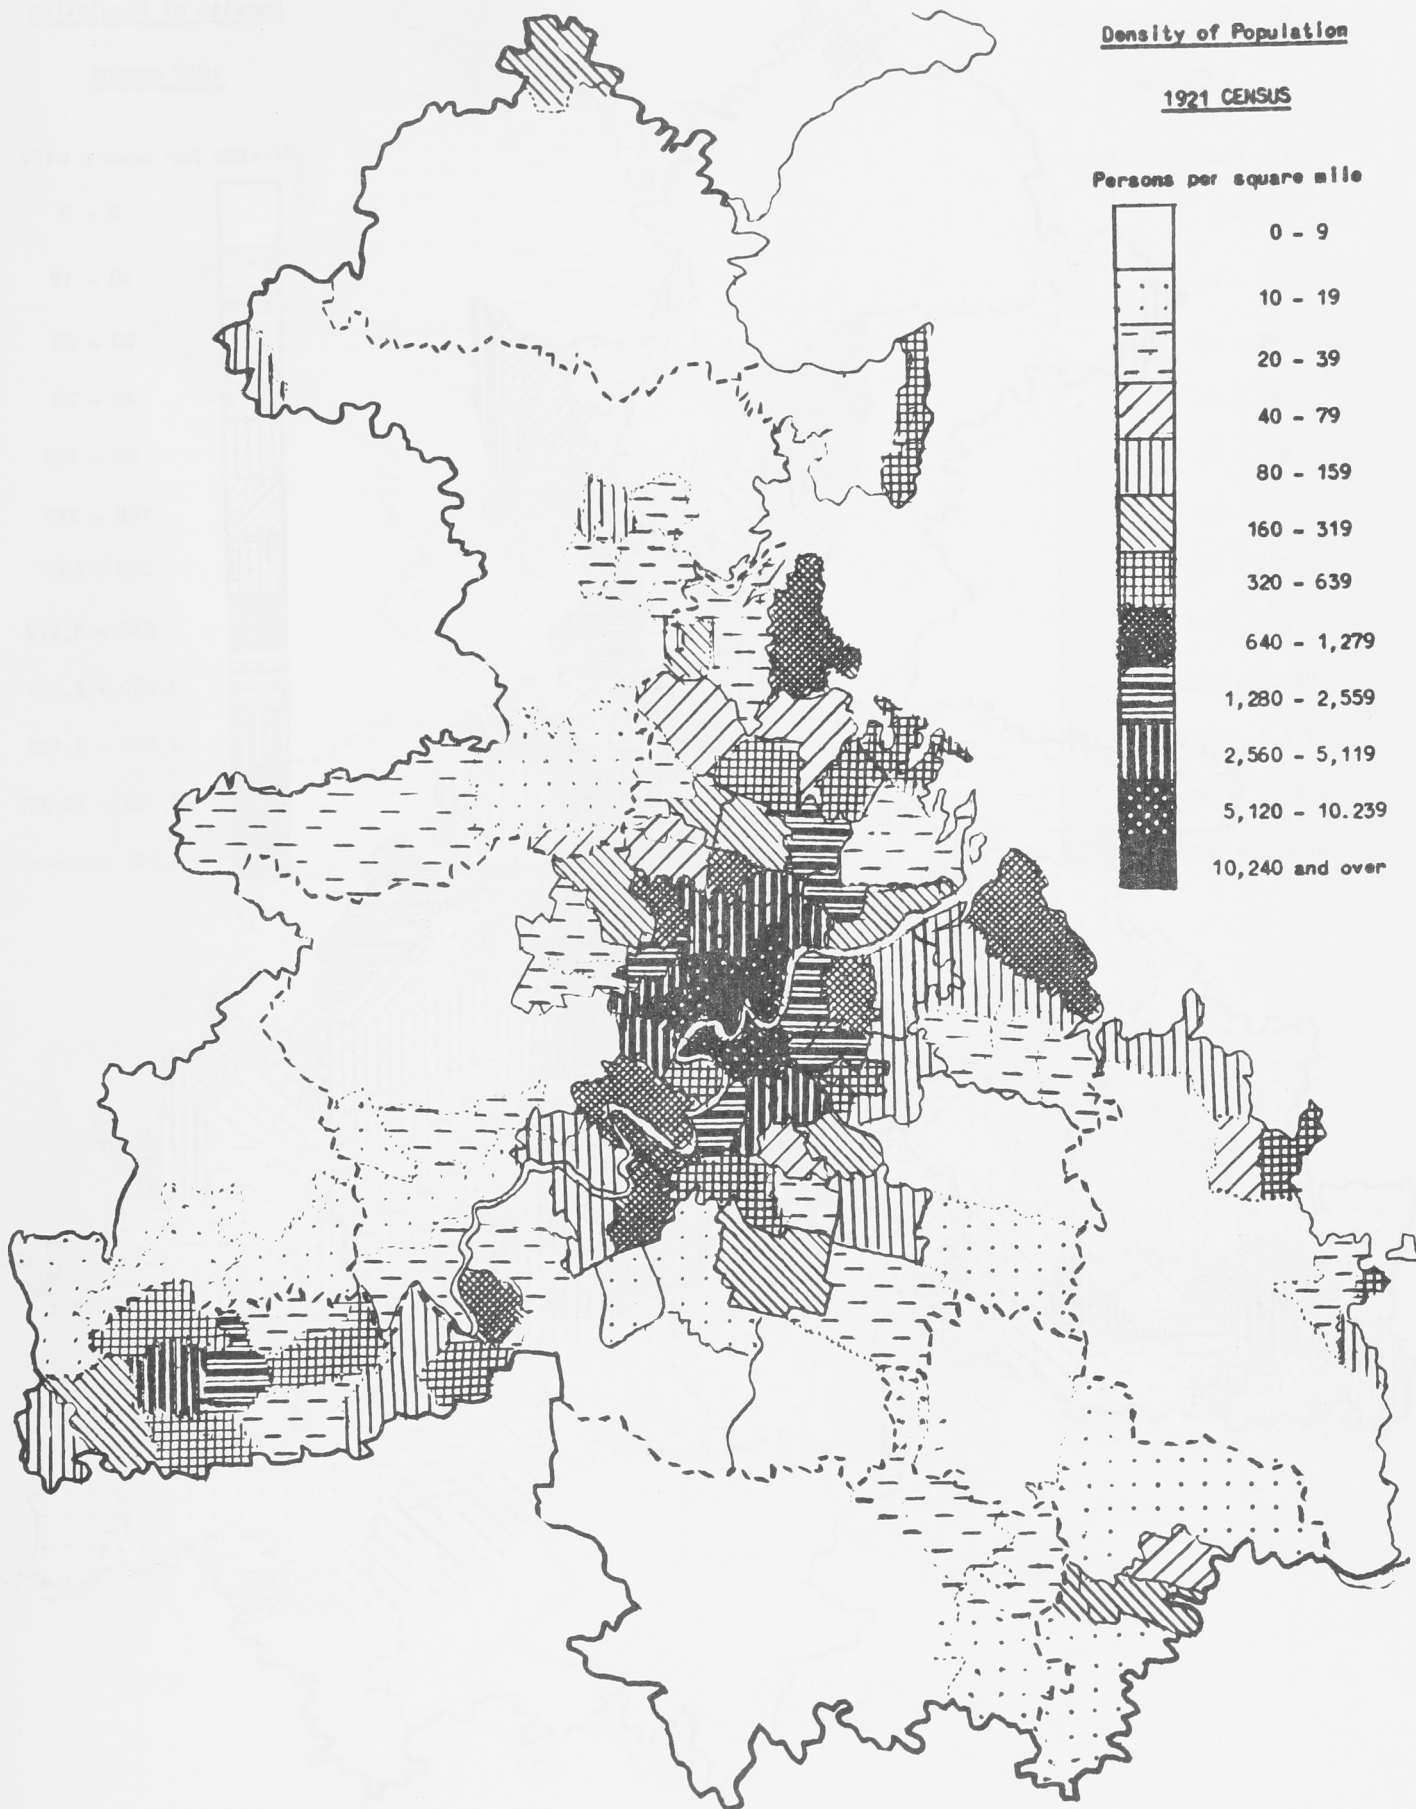 Density of Population
1921 CENSUS
Persons per square mile
0 - 9
10 - 19
20 - 39
40 - 79
80 - 159
160 - 319
320 - 639
640 - 1,279
1,280 - 2,559
2,560 - 5,119
5,120 - 10.239
10,240 and over